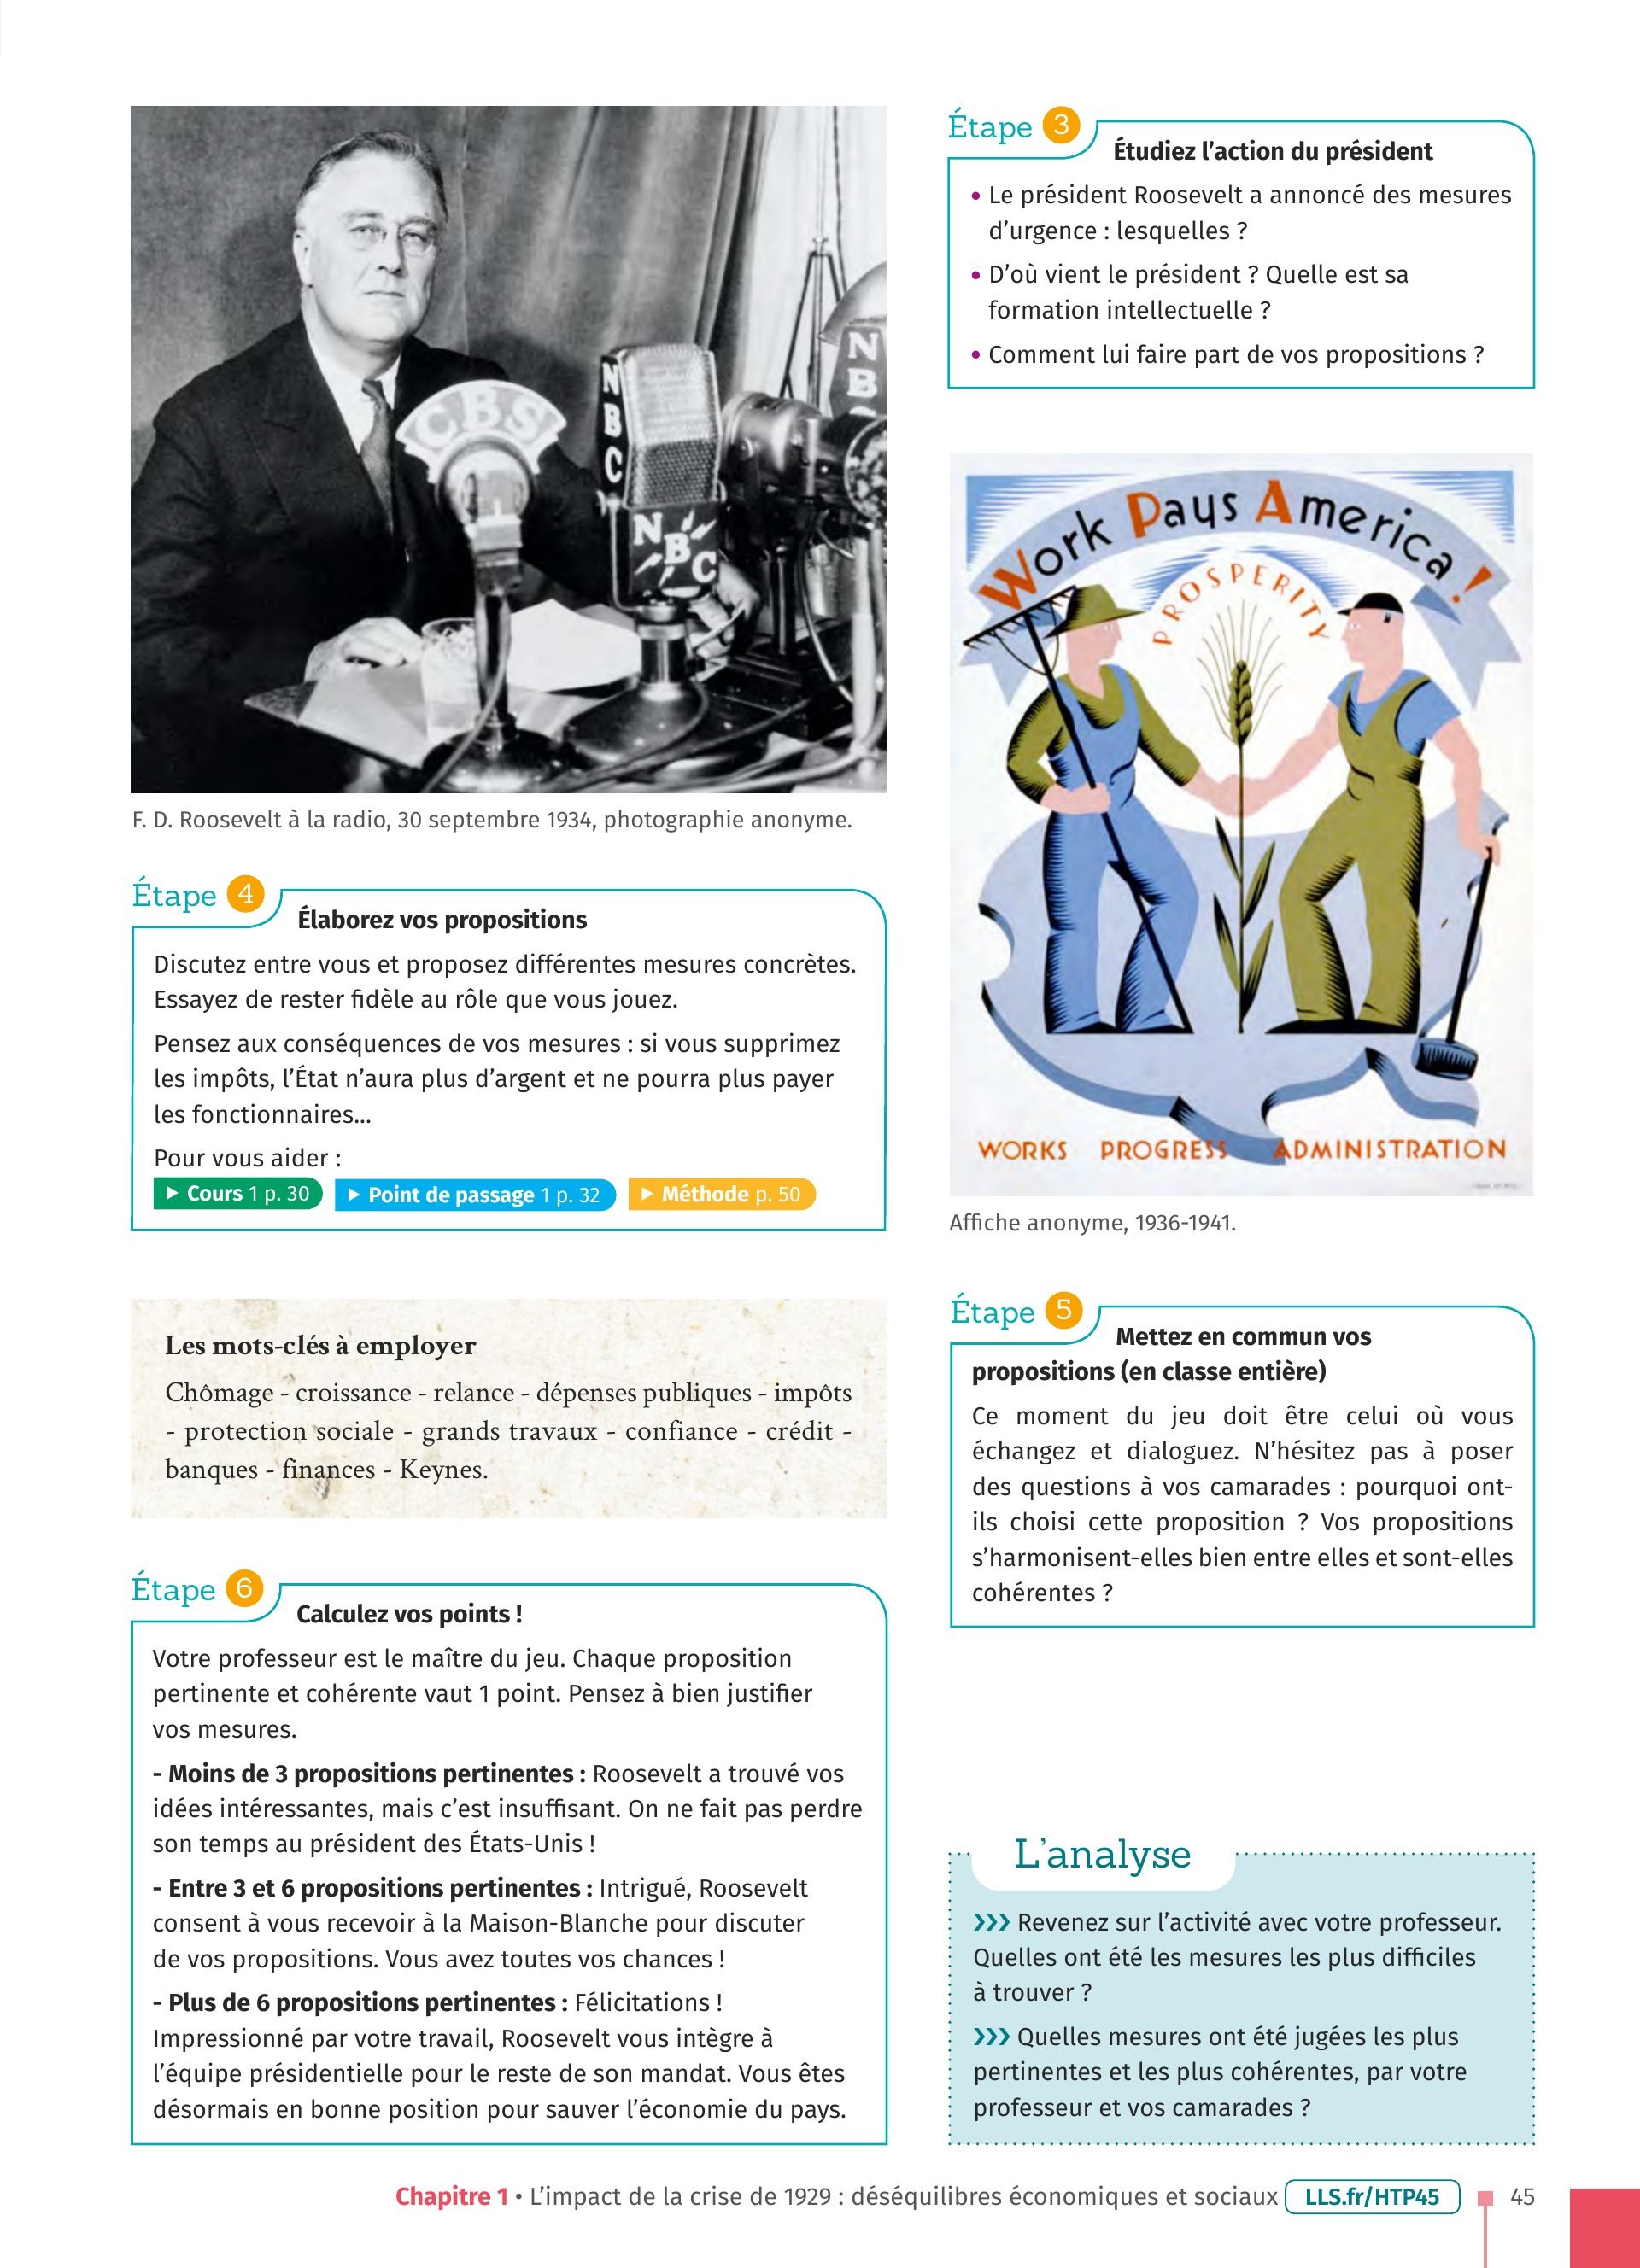 CBS
NBC
NBC
NB
F. D. Roosevelt à la radio, 30 septembre 1934, photographie anonyme.
Étape 3
Étudiez l’action du président
• Le président Roosevelt a annoncé des mesures
d’urgence : lesquelles ?
• D’où vient le président ? Quelle est sa
formation intellectuelle ?
• Comment lui faire part de vos propositions ?
Work Pays America !
PROSPERITY
WORKS PROGRESS ADMINISTRATION
Affiche anonyme, 1936-1941.
Étape 4
Élaborez vos propositions
Discutez entre vous et proposez différentes mesures concrètes.
Essayez de rester fidèle au rôle que vous jouez.
Pensez aux conséquences de vos mesures : si vous supprimez
les impôts, l’État n’aura plus d’argent et ne pourra plus payer
les fonctionnaires...
Pour vous aider :
▶ Cours 1 p. 30 ▶ Point de passage 1 p. 32 ▶ Méthode p. 50
Les mots-clés à employer
Chômage - croissance - relance - dépenses publiques - impôts
- protection sociale - grands travaux - confiance - crédit -
banques - finances - Keynes.
Étape 5
Mettez en commun vos
propositions (en classe entière)
Ce moment du jeu doit être celui où vous
échangez et dialoguez. N’hésitez pas à poser
des questions à vos camarades : pourquoi ont-
ils choisi cette proposition ? Vos propositions
s’harmonisent-elles bien entre elles et sont-elles
cohérentes ?
Étape 6
Calculez vos points !
Votre professeur est le maître du jeu. Chaque proposition
pertinente et cohérente vaut 1 point. Pensez à bien justifier
vos mesures.
- Moins de 3 propositions pertinentes : Roosevelt a trouvé vos
idées intéressantes, mais c’est insuffisant. On ne fait pas perdre
son temps au président des États-Unis !
- Entre 3 et 6 propositions pertinentes : Intrigué, Roosevelt
consent à vous recevoir à la Maison-Blanche pour discuter
de vos propositions. Vous avez toutes vos chances !
- Plus de 6 propositions pertinentes : Félicitations !
Impressionné par votre travail, Roosevelt vous intègre à
l’équipe présidentielle pour le reste de son mandat. Vous êtes
désormais en bonne position pour sauver l’économie du pays.
L’analyse
››› Revenez sur l’activité avec votre professeur.
Quelles ont été les mesures les plus difficiles
à trouver ?
››› Quelles mesures ont été jugées les plus
pertinentes et les plus cohérentes, par votre
professeur et vos camarades ?
Chapitre 1 • L’impact de la crise de 1929 : déséquilibres économiques et sociaux LLS.fr/HTP45 45